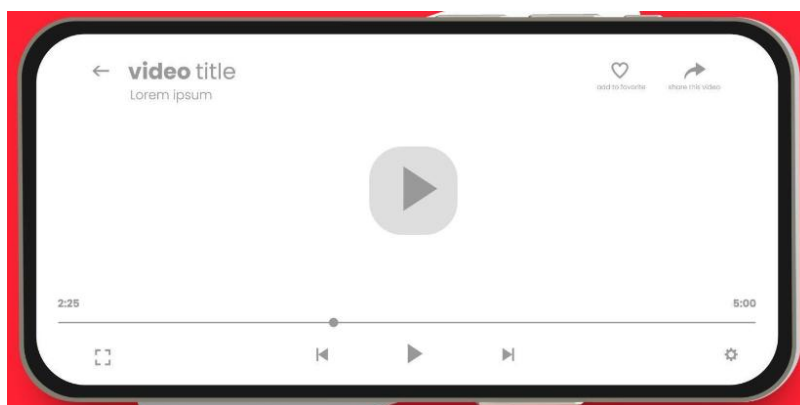 video title
Lorem ipsum
add to favorite
share this video
2:25
5:00